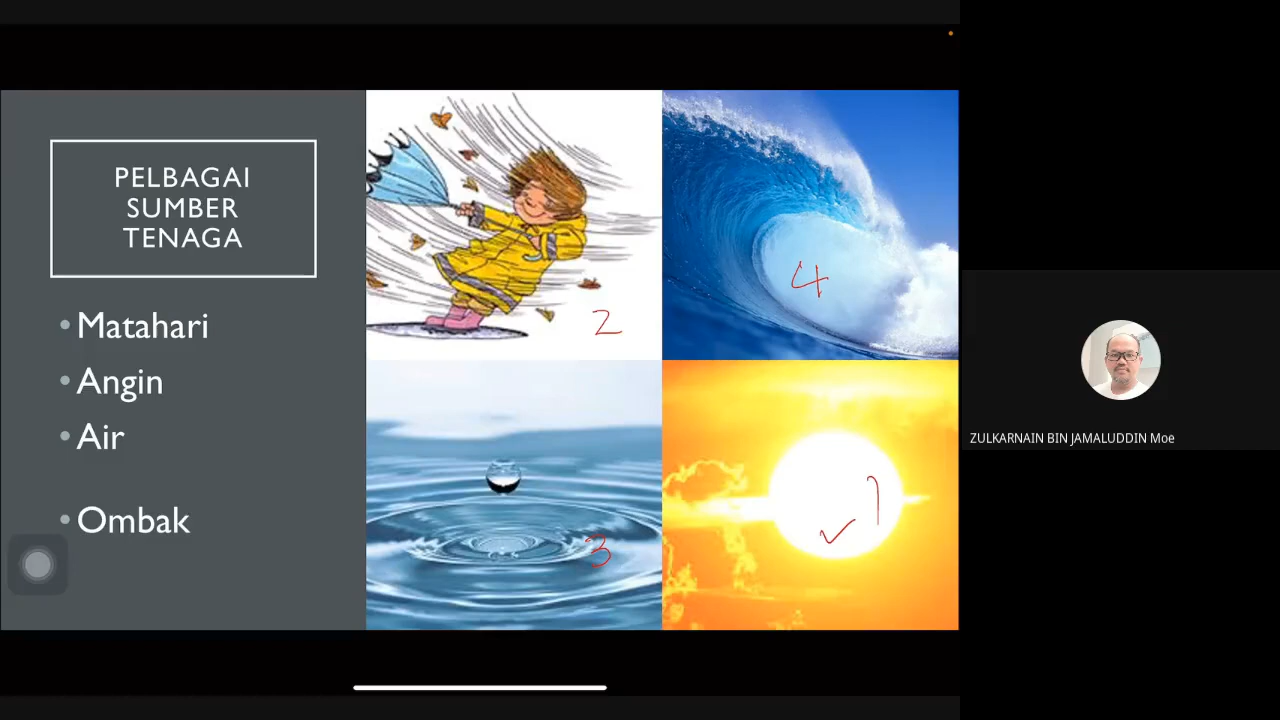 PELBAGAI
SUMBER
TENAGA
• Matahari
• Angin
• Air
• Ombak
2
4
3
1
ZULKARNAIN BIN JAMALUDDIN Moe